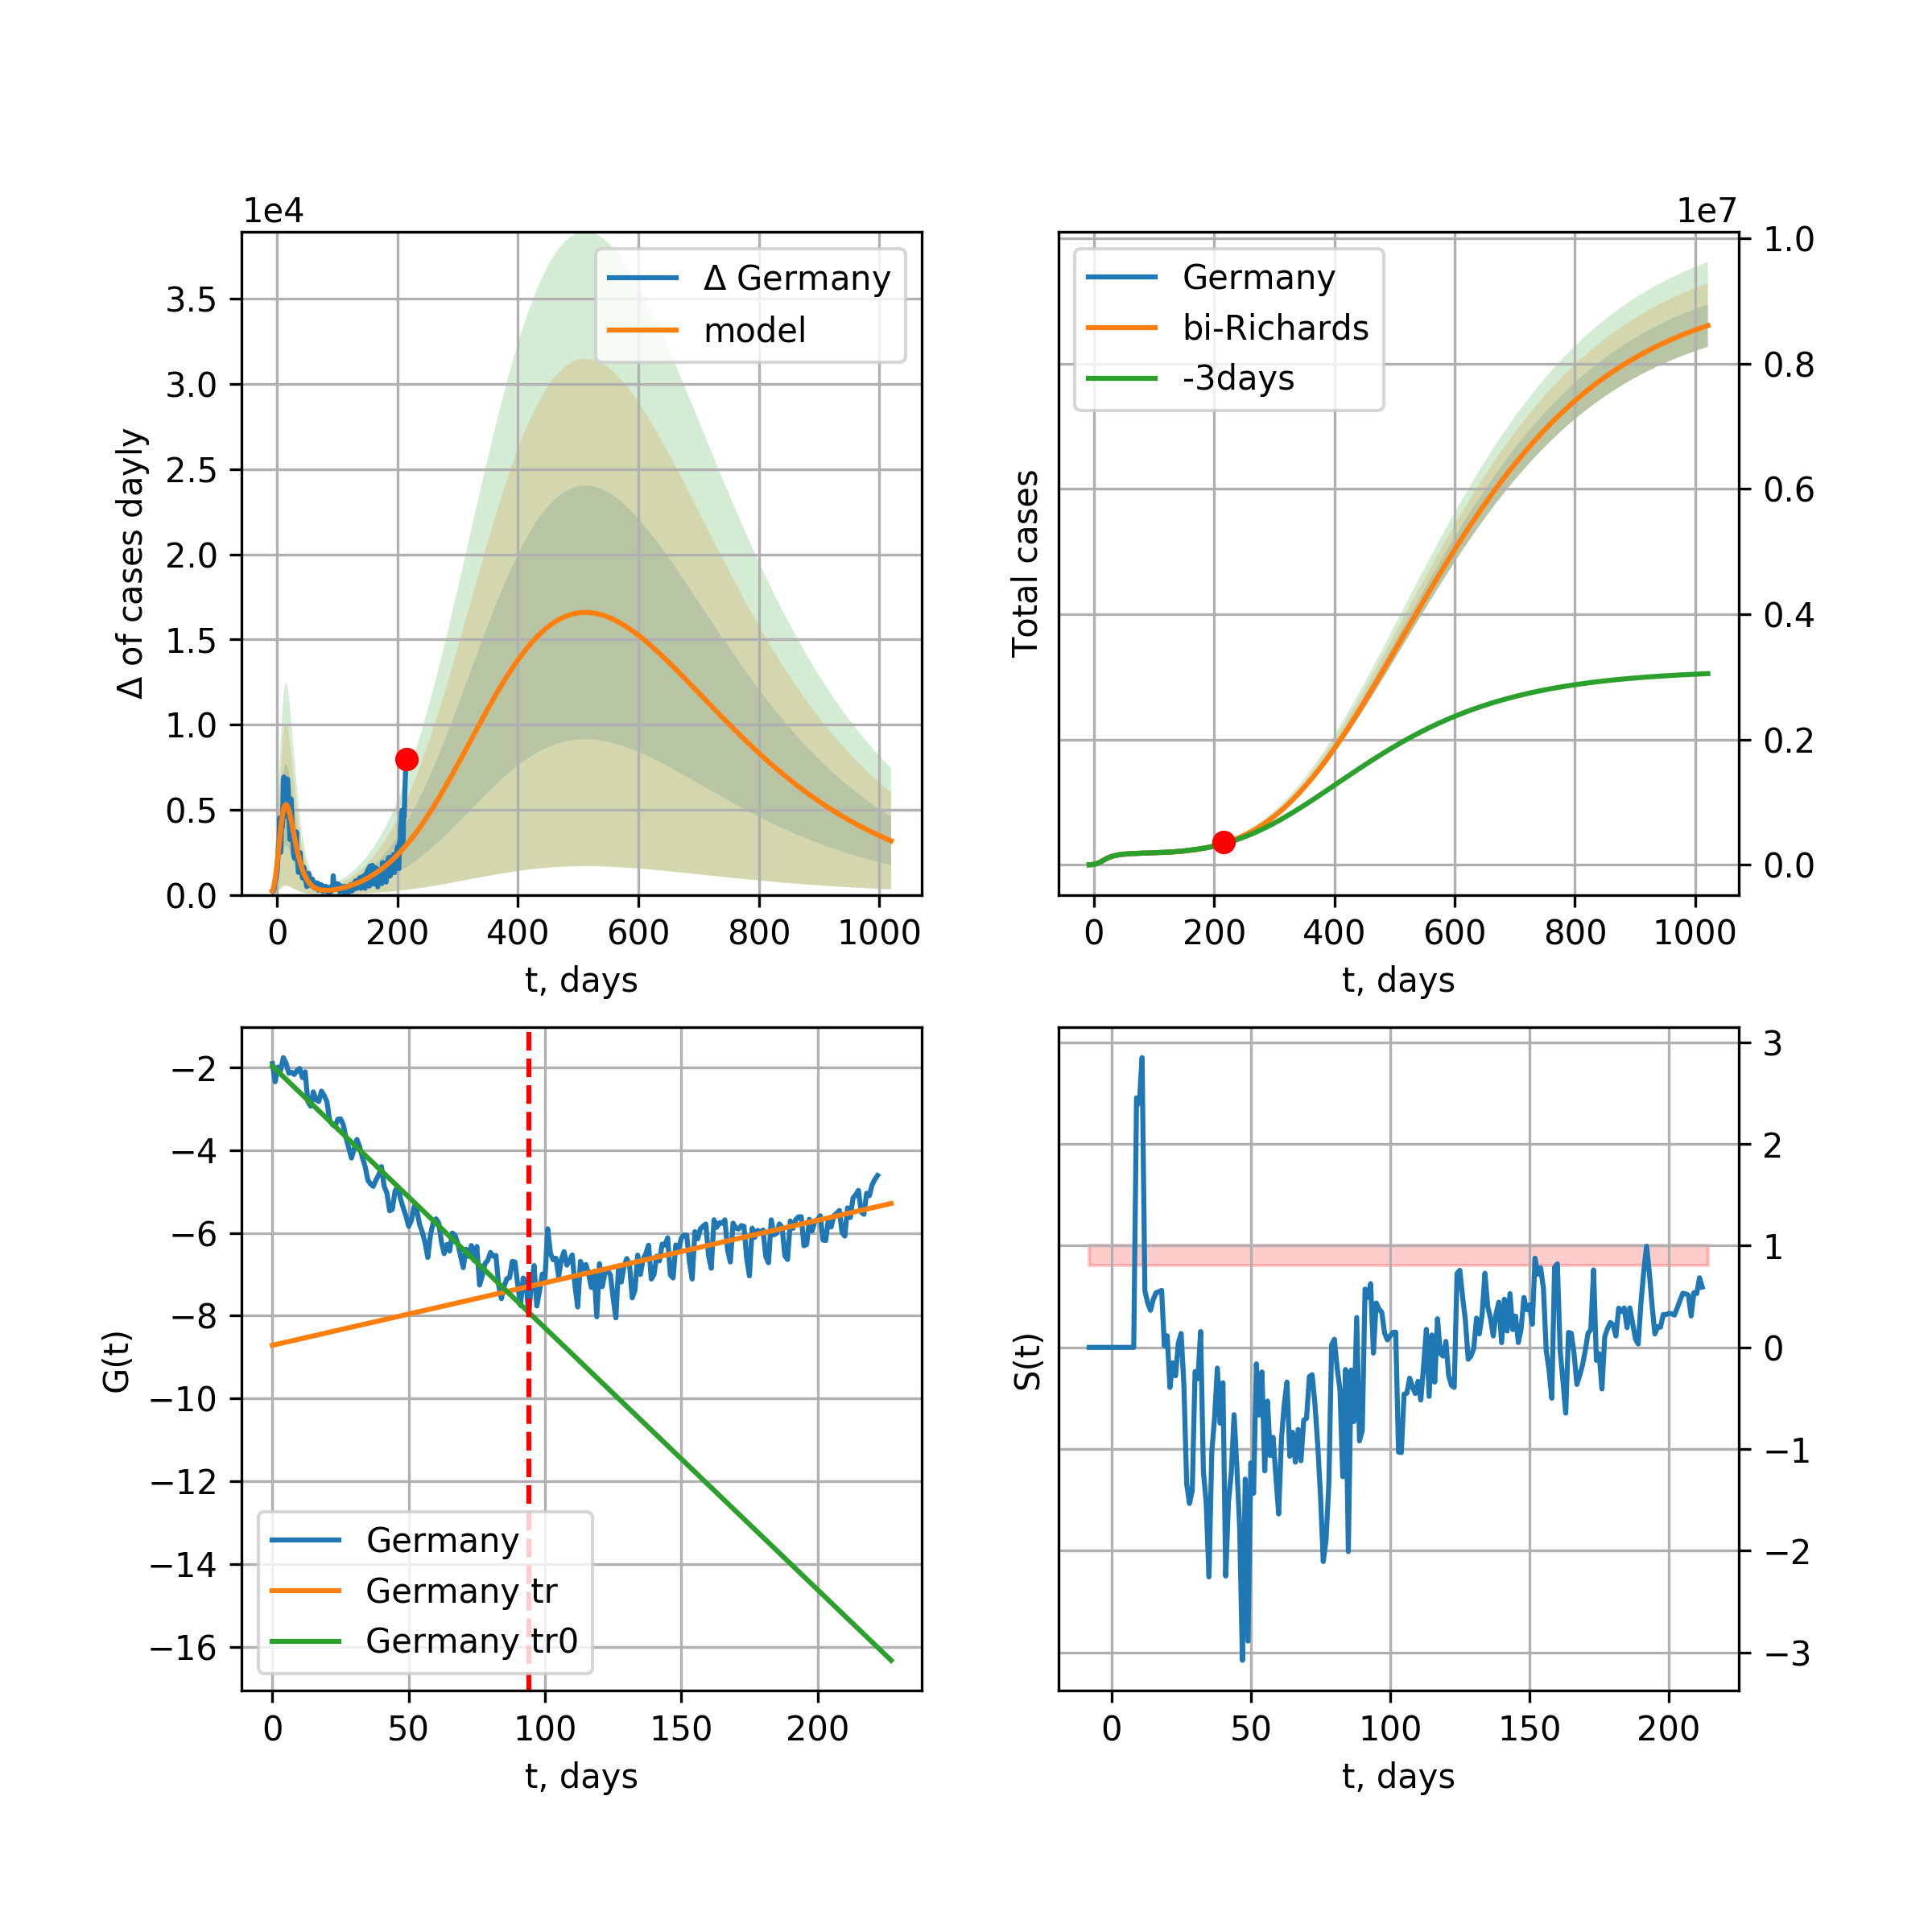 1e4
Δ of cases dayly
3.5
3.0
2.5
2.0
1.5
1.0
0.5
0.0
Δ Germany
model
0 200 400 600 800 1000
t, days
1e7
Total cases
Germany
bi-Richards
-3days
1.0
0.8
0.6
0.4
0.2
0.0
0 200 400 600 800 1000
t, days
G(t)
−2
−4
−6
−8
−10
−12
−14
−16
Germany
Germany tr
Germany tr0
0 50 100 150 200
t, days
S(t)
3
2
1
0
−1
−2
−3
0 50 100 150 200
t, days